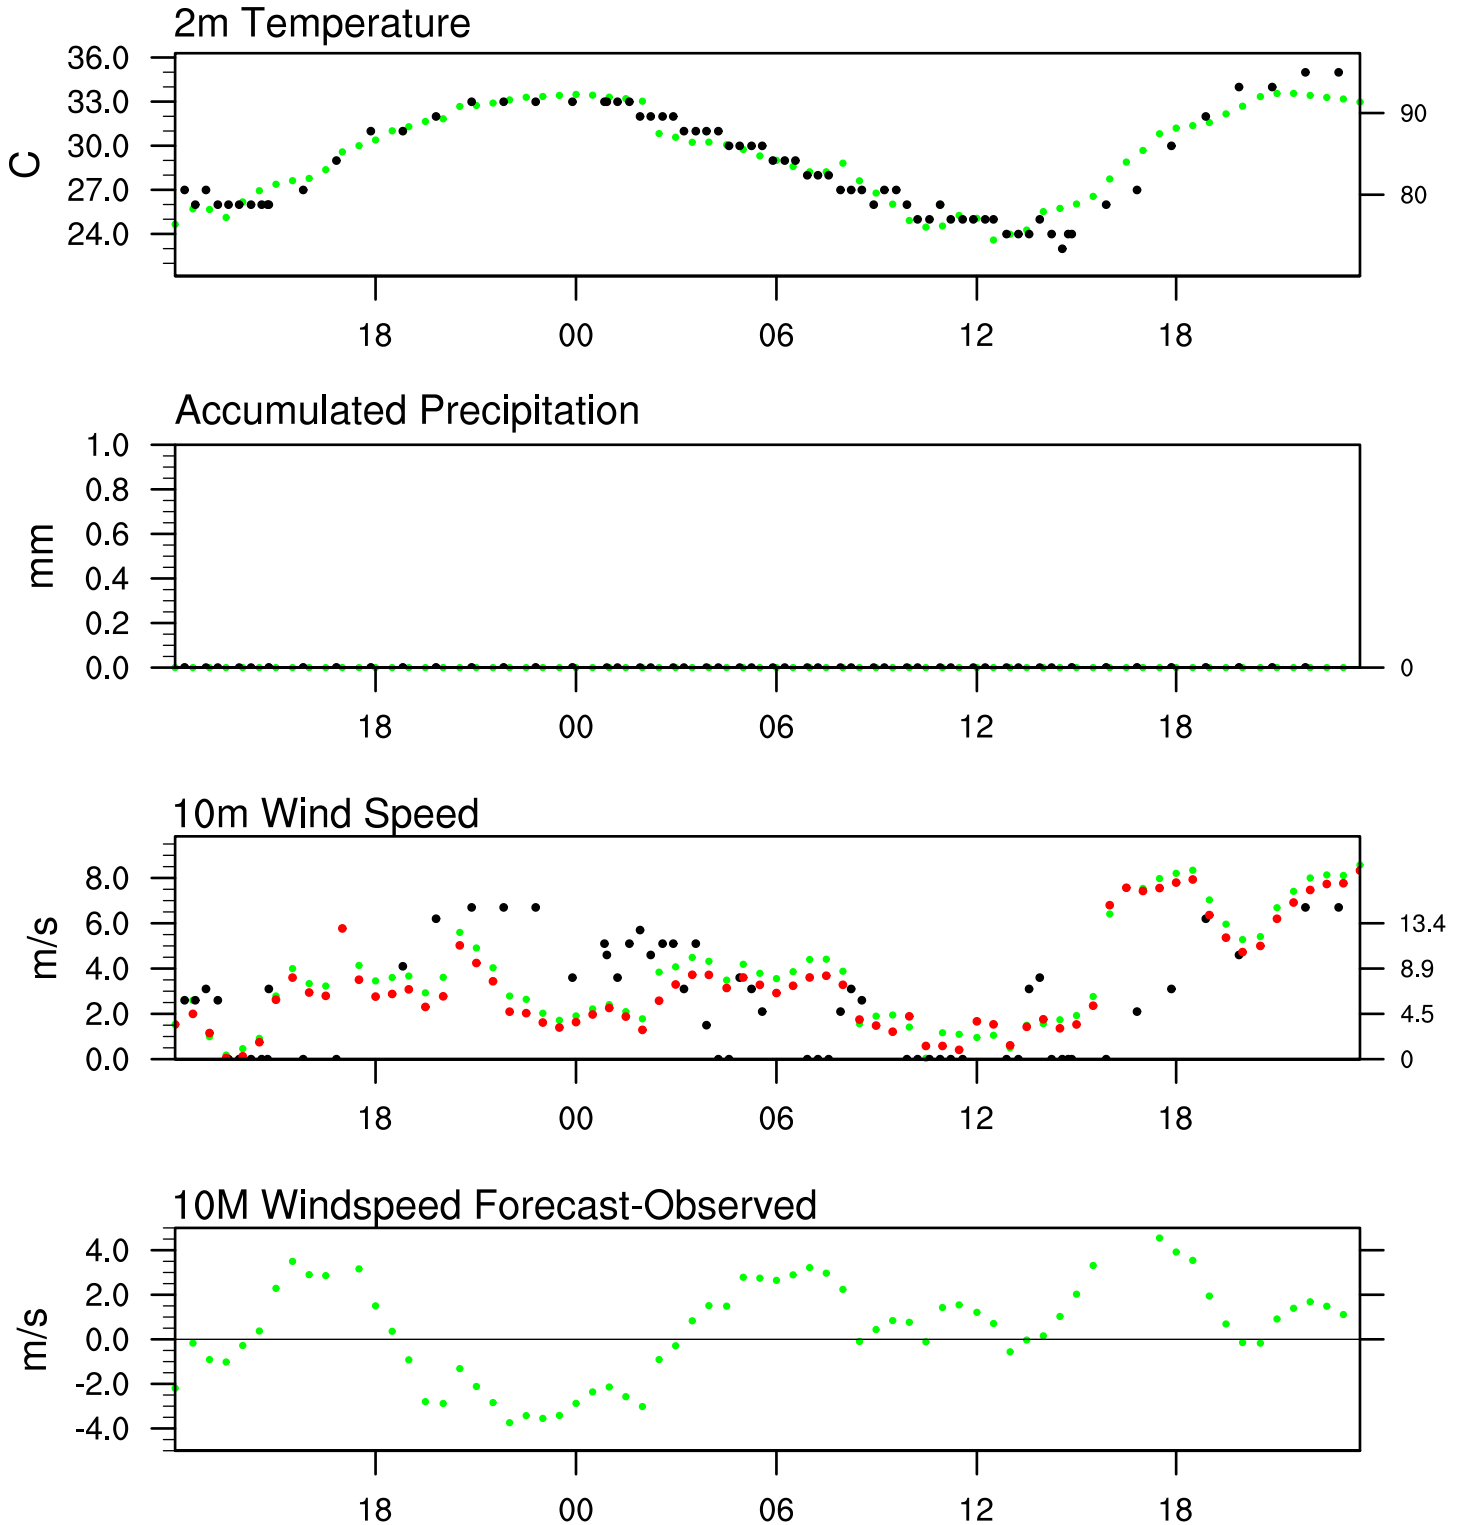 2m Temperature
36.0
33.0
30.0
27.0
24.0
C
90
80
18 00 06 12 18
Accumulated Precipitation
1.0
0.8
0.6
0.4
0.2
0.0
mm
0
18 00 06 12 18
10m Wind Speed
8.0
6.0
4.0
2.0
0.0
m/s
13.4
8.9
4.5
0
18 00 06 12 18
10M Windspeed Forecast-Observed
4.0
2.0
0.0
-2.0
-4.0
m/s
18 00 06 12 18